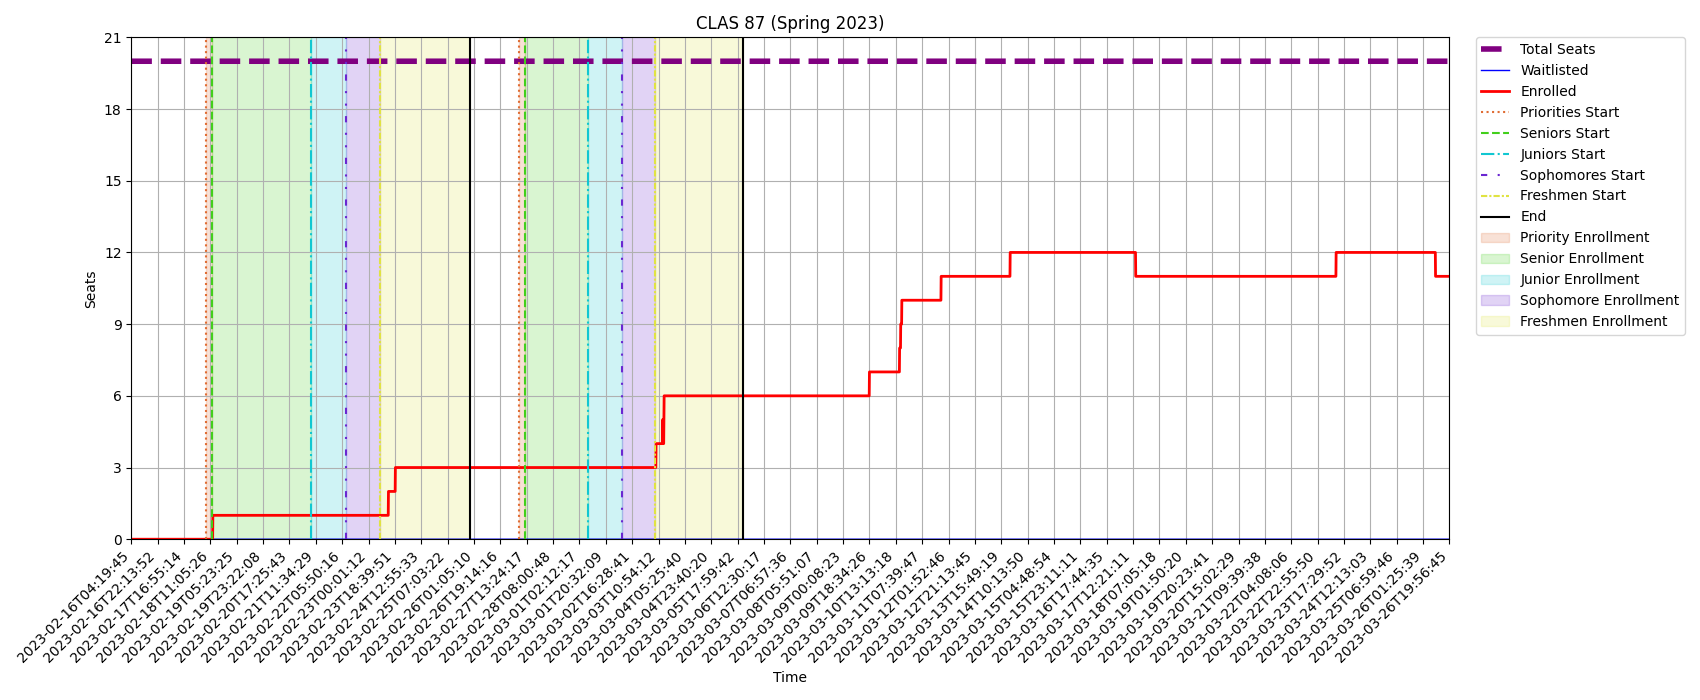 CLAS 87 (Spring 2023)
Seats
21
18
15
12
9
6
3
0
2023-02-16T04:19:45
2023-02-16T22:13:52
2023-02-17T16:55:14
2023-02-18T11:05:26
2023-02-19T05:23:25
2023-02-19T23:22:08
2023-02-20T17:25:43
2023-02-21T11:34:29
2023-02-22T05:50:16
2023-02-23T00:01:12
2023-02-23T18:39:51
2023-02-24T12:55:33
2023-02-25T07:03:22
2023-02-26T01:05:10
2023-02-26T19:14:16
2023-02-27T13:24:17
2023-02-28T08:00:48
2023-03-01T02:12:17
2023-03-01T20:32:09
2023-03-02T16:28:41
2023-03-03T10:54:12
2023-03-04T05:25:40
2023-03-04T23:40:20
2023-03-05T17:59:42
2023-03-06T12:30:17
2023-03-07T06:57:36
2023-03-08T05:51:07
2023-03-09T00:08:23
2023-03-09T18:34:26
2023-03-10T13:13:18
2023-03-11T07:39:47
2023-03-12T01:52:46
2023-03-12T21:13:45
2023-03-13T15:49:19
2023-03-14T10:13:50
2023-03-15T04:48:54
2023-03-15T23:11:11
2023-03-16T17:44:35
2023-03-17T12:21:11
2023-03-18T07:05:18
2023-03-19T01:50:20
2023-03-19T20:23:41
2023-03-20T15:02:29
2023-03-21T09:39:38
2023-03-22T04:08:06
2023-03-22T22:55:50
2023-03-23T17:29:52
2023-03-24T12:13:03
2023-03-25T06:59:46
2023-03-26T01:25:39
2023-03-26T19:56:45
Time
Total Seats
Waitlisted
Enrolled
Priorities Start
Seniors Start
Juniors Start
Sophomores Start
Freshmen Start
End
Priority Enrollment
Senior Enrollment
Junior Enrollment
Sophomore Enrollment
Freshmen Enrollment